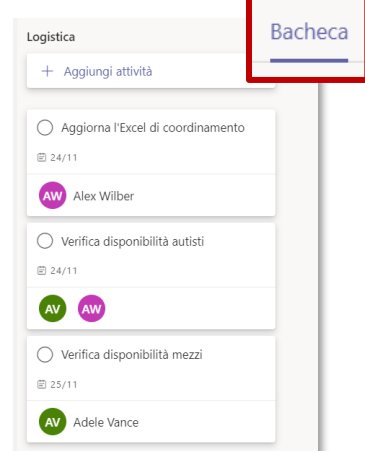 Bacheca
Logistica
+ Aggiungi attività
Aggiorna l'Excel di coordinamento
24/11
AW Alex Wilber
Verifica disponibilità autisti
24/11
AV AW
Verifica disponibilità mezzi
25/11
AV Adele Vance